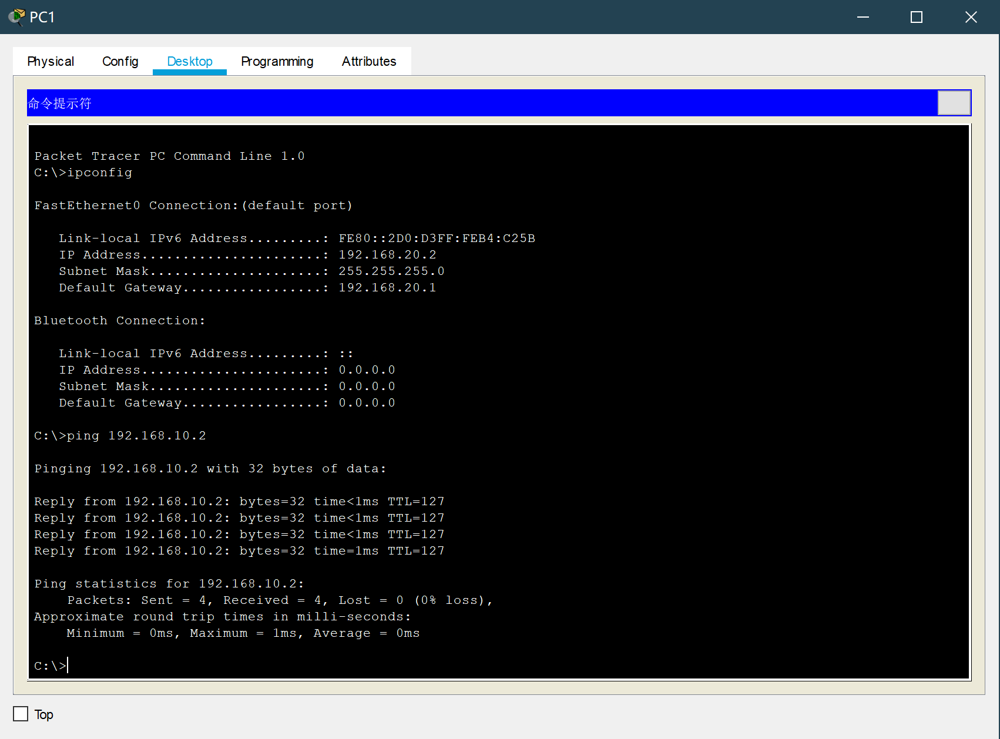 PC1
Physical Config Desktop Programming Attributes
命令提示符
Packet Tracer PC Command Line 1.0
C:\>ipconfig
FastEthernet0 Connection:(default port)
Link-local IPv6 Address.........: FE80::2D0:D3FF:FEB4:C25B
IP Address......................: 192.168.20.2
Subnet Mask.....................: 255.255.255.0
Default Gateway.................: 192.168.20.1
Bluetooth Connection:
Link-local IPv6 Address.........: ::
IP Address......................: 0.0.0.0
Subnet Mask.....................: 0.0.0.0
Default Gateway.................: 0.0.0.0
C:\>ping 192.168.10.2
Pinging 192.168.10.2 with 32 bytes of data:
Reply from 192.168.10.2: bytes=32 time<1ms TTL=127
Reply from 192.168.10.2: bytes=32 time<1ms TTL=127
Reply from 192.168.10.2: bytes=32 time<1ms TTL=127
Reply from 192.168.10.2: bytes=32 time=1ms TTL=127
Ping statistics for 192.168.10.2:
Packets: Sent = 4, Received = 4, Lost = 0 (0% loss),
Approximate round trip times in milli-seconds:
Minimum = 0ms, Maximum = 1ms, Average = 0ms
C:\>
Top